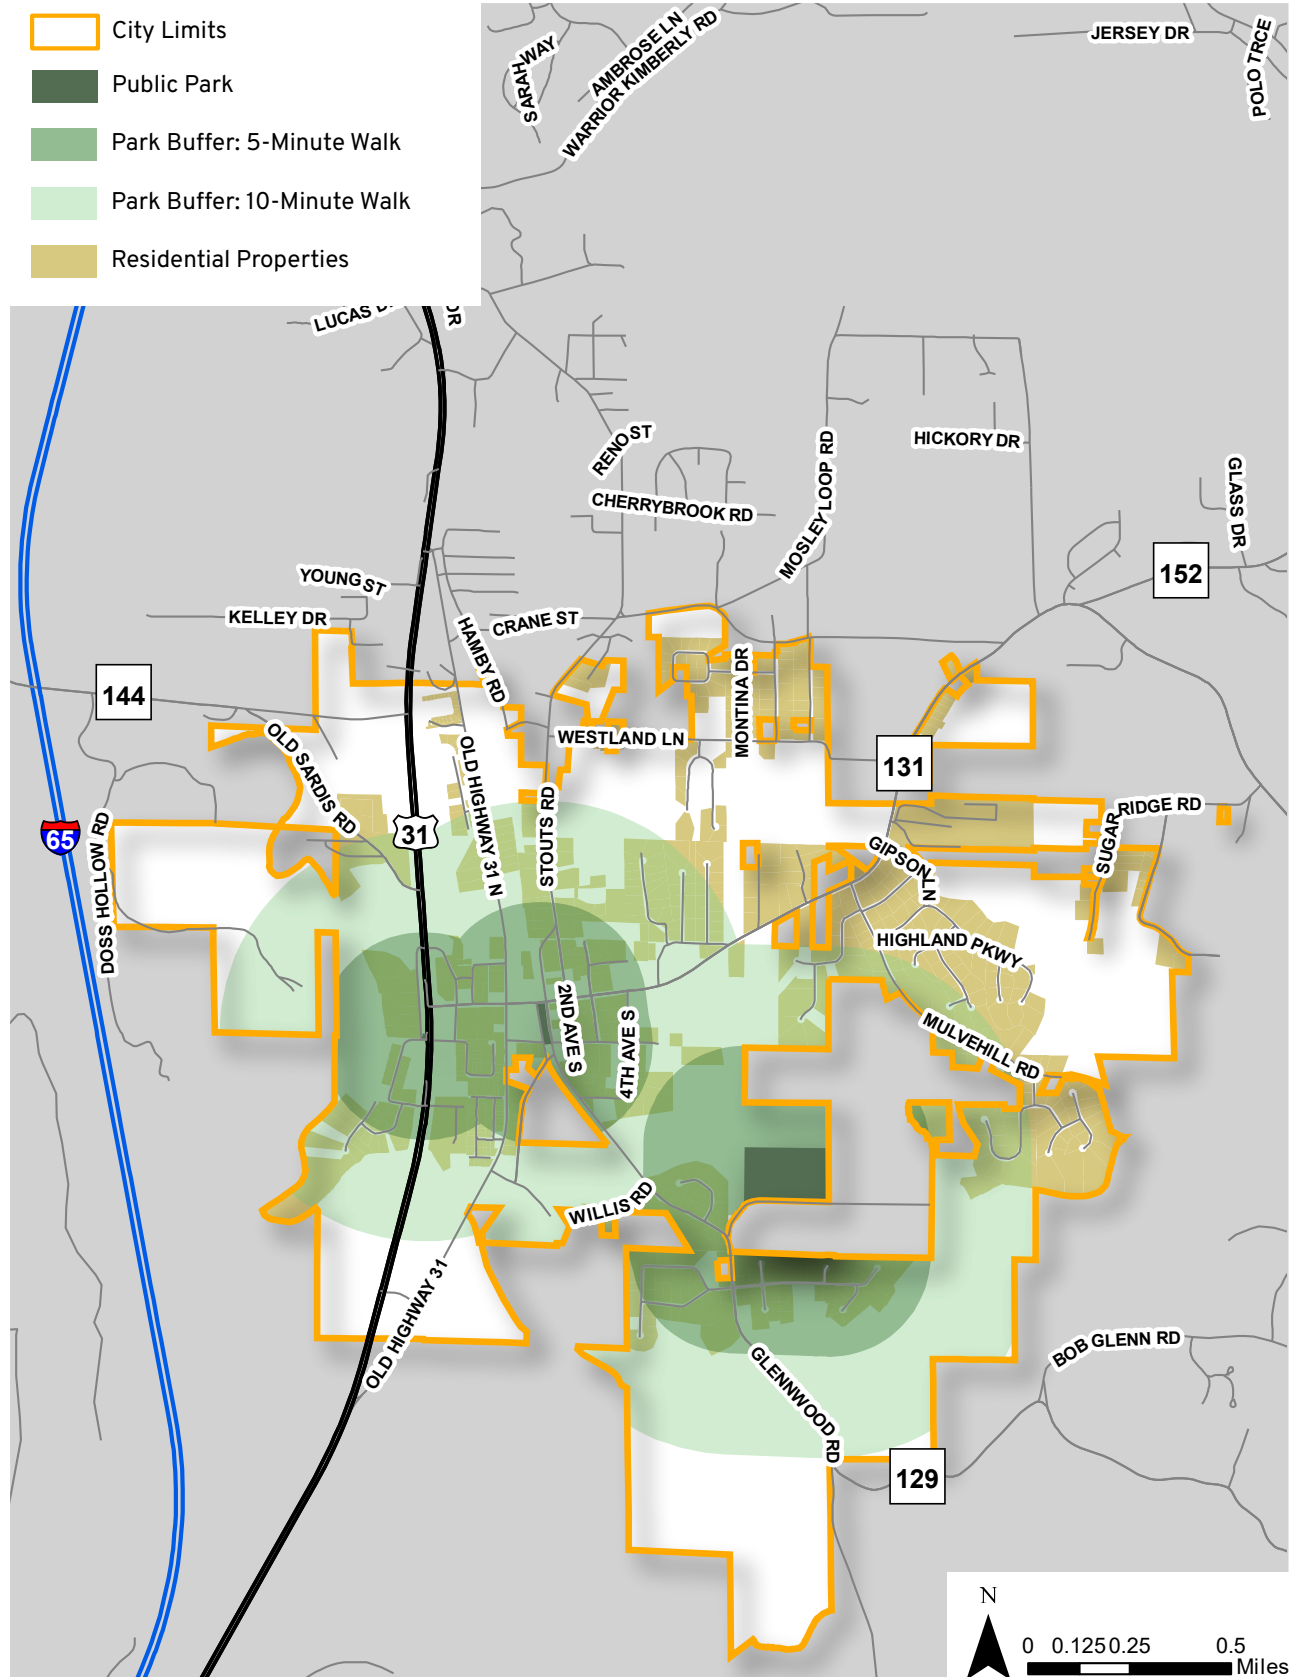 City Limits
Public Park
Park Buffer: 5-Minute Walk
Park Buffer: 10-Minute Walk
Residential Properties
SARAH WAY
AMBROSE LN
WARRIOR KIMBERLY RD
JERSEY DR
POLO TRCE
LUCAS
DR
RENO ST
CHERRYBROOK RD
MOSLEY LOOP RD
HICKORY DR
GLASS DR
152
YOUNG ST
KELLEY DR
HAMBY RD
CRANE ST
144
OLD SARDIS RD
OLD HIGHWAY 31 N
WESTLAND LN
MONTINA DR
131
65
31
DOSS HOLLOW RD
STOUTS RD
SUGAR RIDGE RD
GIPSON LN
HIGHLAND PKWY
2ND AVE S
4TH AVE S
MULVEHILL RD
WILLIS RD
OLD HIGHWAY 31
GLENNWOOD RD
BOB GLENN RD
129
N
0 0.125 0.25 0.5
Miles